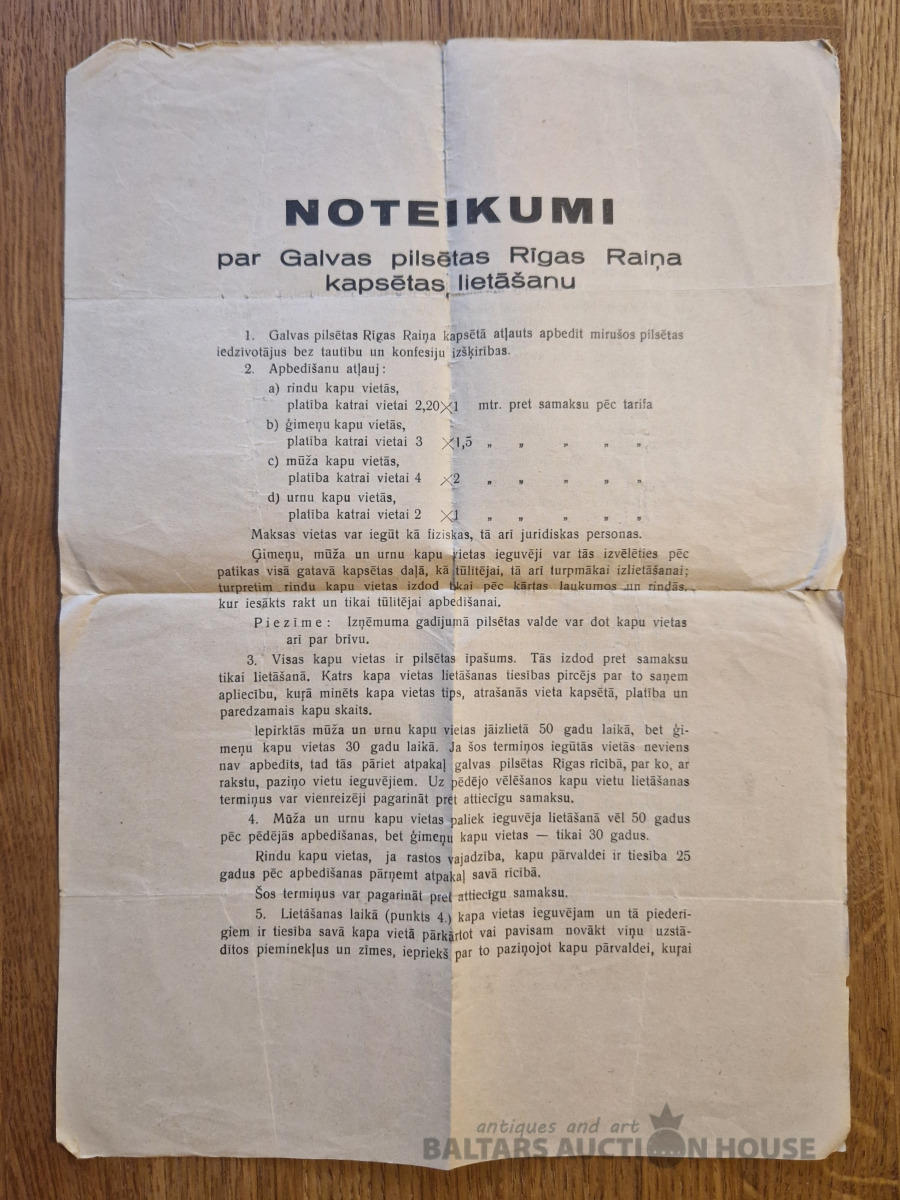 NOTEIKUMI
par Galvas pilsētas Rīgas Raiņa
kapsētas lietāšanu
1. Galvas pilsētas Rīgas Raiņa kapsētā atļauts apbedīt mirušos pilsētas
iedzīvotājus bez tautību un konfesiju izšķirības.
2. Apbedīšanu atļauj:
a) rindu kapu vietās,
platība katrai vietai 2,20×1 mtr. pret samaksu pēc tarifa
b) ģimeņu kapu vietās,
platība katrai vietai 3 ×1,5 „ „ „ „ „
c) mūža kapu vietās,
platība katrai vietai 4 ×2 „ „ „ „ „
d) urnu kapu vietās,
platība katrai vietai 2 ×1 „ „ „ „ „
Maksas vietas var iegūt kā fiziskas, tā arī juridiskas personas.
Ģimeņu, mūža un urnu kapu vietas ieguvēji var tās izvēlēties pēc
patikas visā gatavā kapsētas daļā, kā tūlītējai, tā arī turpmākai izlietāšanai;
turpretim rindu kapu vietas izdod tikai pēc kārtas laukumos un rindās,
kur iesākts rakt un tikai tūlītējai apbedīšanai.
Piezīme: Izņēmuma gadījumā pilsētas valde var dot kapu vietas
arī par brīvu.
3. Visas kapu vietas ir pilsētas īpašums. Tās izdod pret samaksu
tikai lietāšanā. Katrs kapa vietas lietāšanas tiesības pircējs par to saņem
apliecību, kuŗā minēts kapa vietas tips, atrašanās vieta kapsētā, platība un
paredzamais kapu skaits.
Iepirktās mūža un urnu kapu vietas jāizlietā 50 gadu laikā, bet ģi-
meņu kapu vietas 30 gadu laikā. Ja šos termiņos iegūtās vietās neviens
nav apbedīts, tad tās pāriet atpakaļ galvas pilsētas Rīgas rīcībā, par ko, ar
rakstu, paziņo vietu ieguvējiem. Uz pēdējo vēlēšanos kapu vietu lietāšanas
termiņus var vienreizēji pagarināt pret attiecīgu samaksu.
4. Mūža un urnu kapu vietas paliek ieguvēja lietāšanā vēl 50 gadus
pēc pēdējās apbedīšanas, bet ģimeņu kapu vietas — tikai 30 gadus.
Rindu kapu vietas, ja rastos vajadzība, kapu pārvaldei ir tiesība 25
gadus pēc apbedīšanas pārņemt atpakaļ savā rīcībā.
Šos termiņus var pagarināt pret attiecīgu samaksu.
5. Lietāšanas laikā (punkts 4.) kapa vietas ieguvējam un tā piederī-
giem ir tiesība savā kapa vietā pārkārtot vai pavisam novākt viņu uzstā-
dītos pieminekļus un zīmes, iepriekš par to paziņojot kapu pārvaldei, kuŗai
antiques and art
BALTARS AUCTION HOUSE